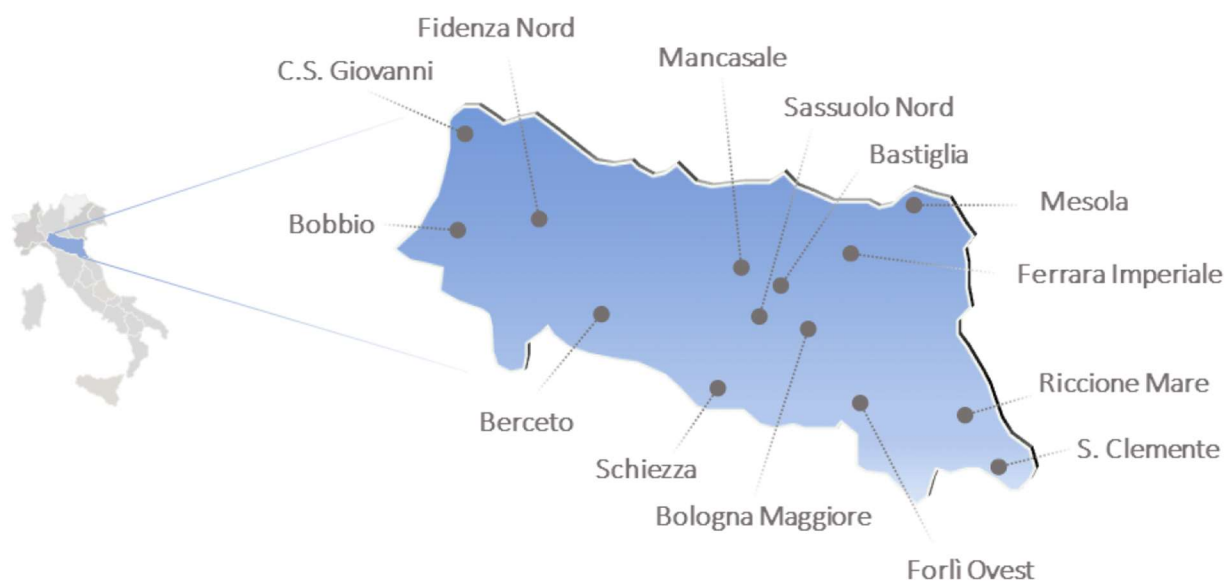 Fidenza Nord
C.S. Giovanni
Mancasale
Sassuolo Nord
Bastiglia
Mesola
Bobbio
Ferrara Imperiale
Riccione Mare
Berceto
S. Clemente
Schiezza
Bologna Maggiore
Forlì Ovest